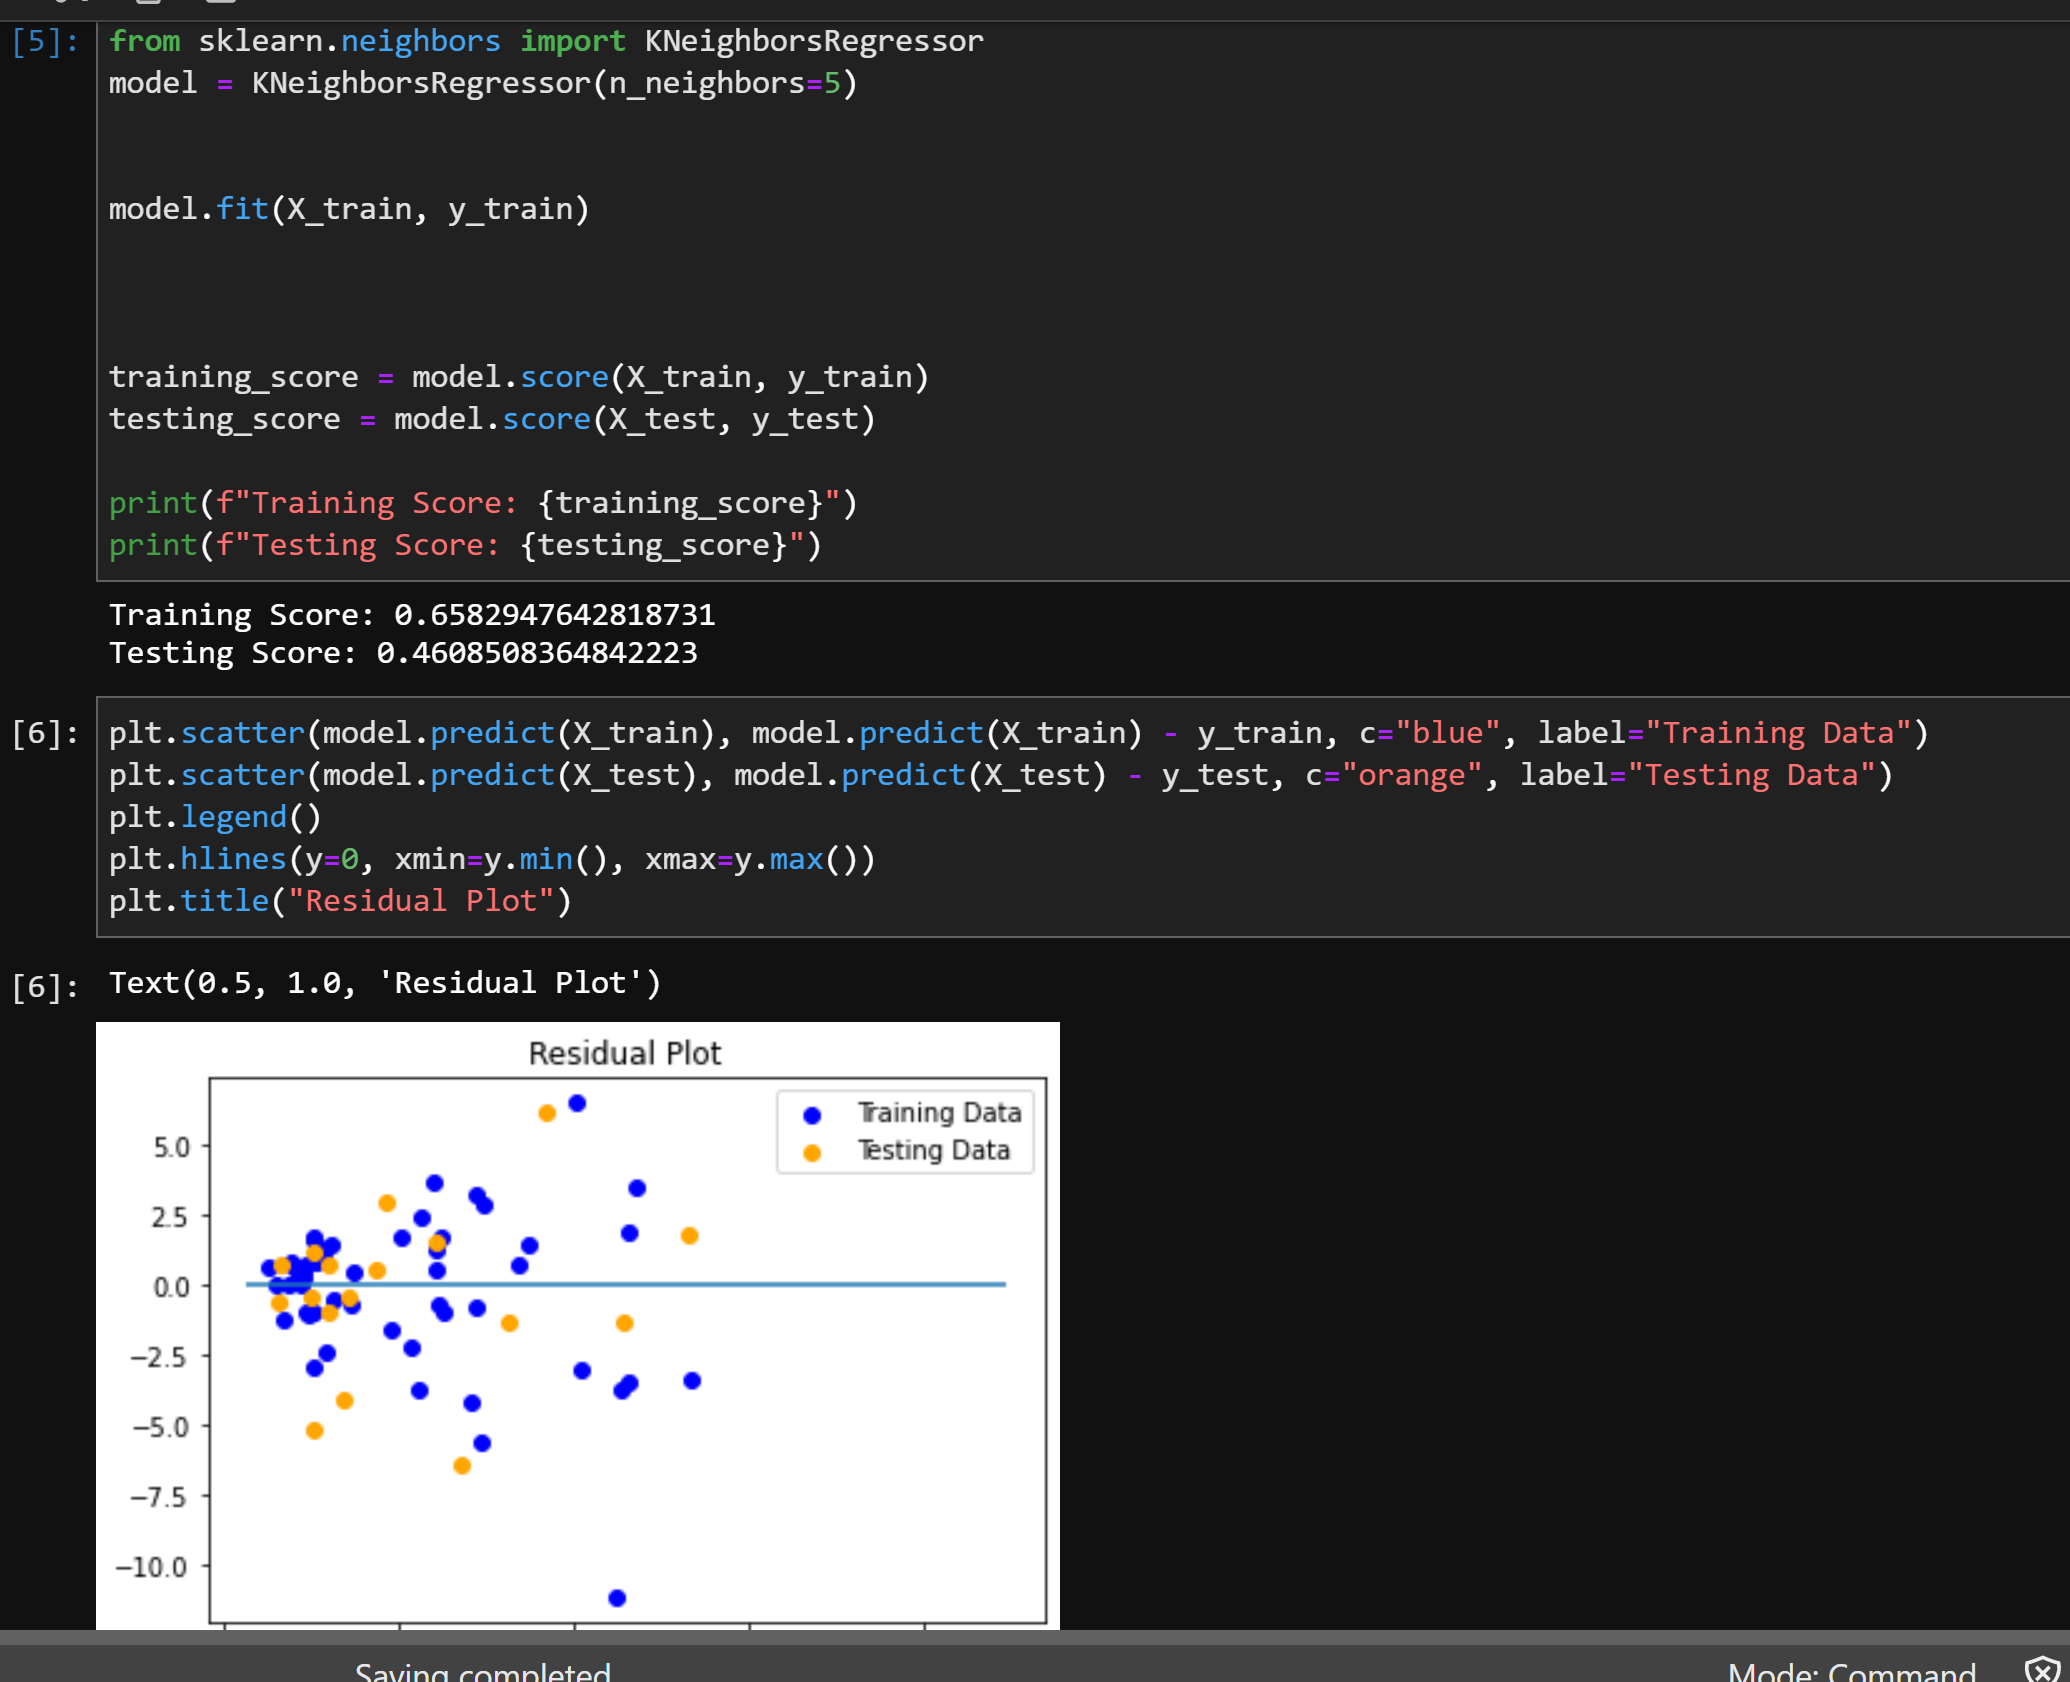 [5]: from sklearn.neighbors import KNeighborsRegressor
model = KNeighborsRegressor(n_neighbors=5)
model.fit(X_train, y_train)
training_score = model.score(X_train, y_train)
testing_score = model.score(X_test, y_test)
print(f"Training Score: {training_score}")
print(f"Testing Score: {testing_score}")
Training Score: 0.6582947642818731
Testing Score: 0.4608508364842223
[6]: plt.scatter(model.predict(X_train), model.predict(X_train) - y_train, c="blue", label="Training Data")
plt.scatter(model.predict(X_test), model.predict(X_test) - y_test, c="orange", label="Testing Data")
plt.legend()
plt.hlines(y=0, xmin=y.min(), xmax=y.max())
plt.title("Residual Plot")
[6]: Text(0.5, 1.0, 'Residual Plot')
Residual Plot
Training Data
Testing Data
5.0
2.5
0.0
−2.5
−5.0
−7.5
−10.0
Saving completed
Mode: Command